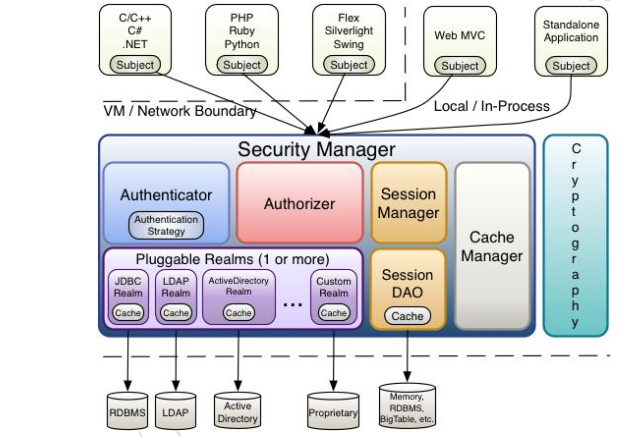 C/C++
C#
.NET
Subject
PHP
Ruby
Python
Subject
Flex
Silverlight
Swing
Subject
Web MVC
Subject
Standalone
Application
Subject
VM / Network Boundary
Local / In-Process
Security Manager
Authenticator
Authentication
Strategy
Authorizer
Session
Manager
Cache
Manager
Cryptography
Pluggable Realms (1 or more)
JDBC
Realm
Cache
LDAP
Realm
Cache
ActiveDirectory
Realm
Cache
...
Custom
Realm
Cache
Session
DAO
Cache
RDBMS
LDAP
Active
Directory
Proprietary
Memory,
RDBMS,
BigTable, etc.